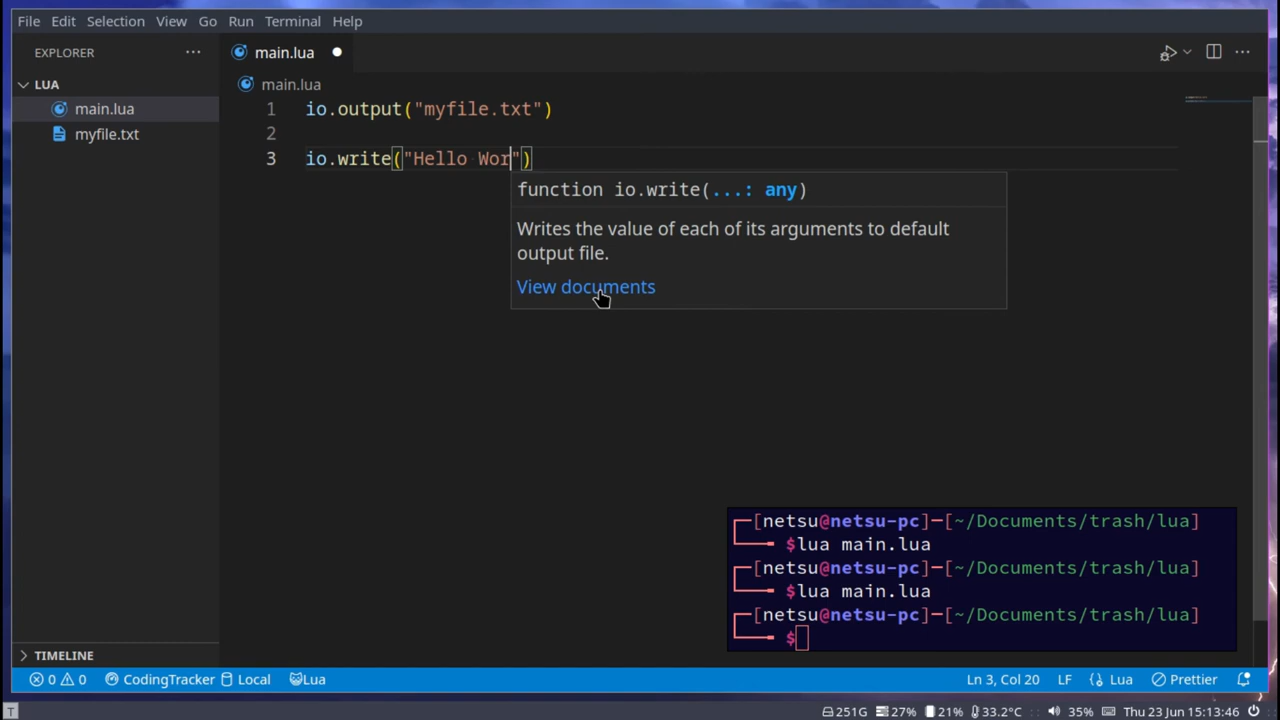 File Edit Selection View Go Run Terminal Help
EXPLORER ···
main.lua
LUA
main.lua
main.lua
myfile.txt
1 io.output("myfile.txt")
2
3 io.write("Hello Wor")
function io.write(...: any)
Writes the value of each of its arguments to default
output file.
View documents
[netsu@netsu-pc]-[~/Documents/trash/lua]
$lua main.lua
[netsu@netsu-pc]-[~/Documents/trash/lua]
$lua main.lua
[netsu@netsu-pc]-[~/Documents/trash/lua]
$
TIMELINE
0 0 CodingTracker Local Lua Ln 3, Col 20 LF Lua Prettier
T 251G 27% 21% 33.2°C 35% Thu 23 Jun 15:13:46